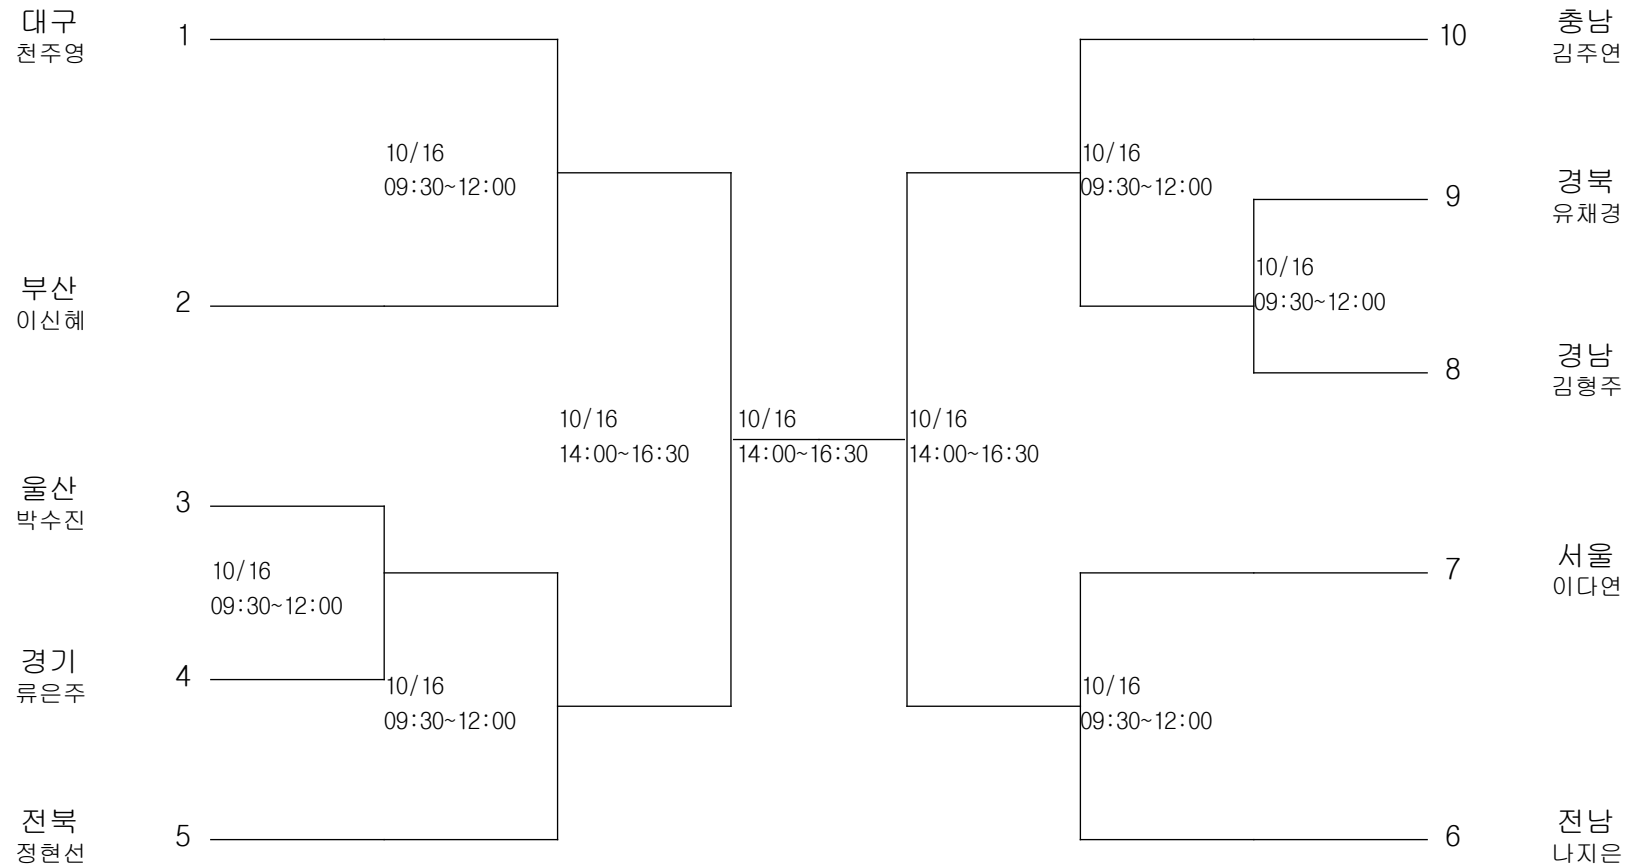 대구
천주영
1
10
충남
김주연
10/16
09:30~12:00
10/16
09:30~12:00
9
경북
유채경
부산
이신혜
2
10/16
09:30~12:00
8
경남
김형주
10/16
14:00~16:30
10/16
14:00~16:30
10/16
14:00~16:30
울산
박수진
3
10/16
09:30~12:00
7
서울
이다연
경기
류은주
4
10/16
09:30~12:00
10/16
09:30~12:00
전북
정현선
5
6
전남
나지은